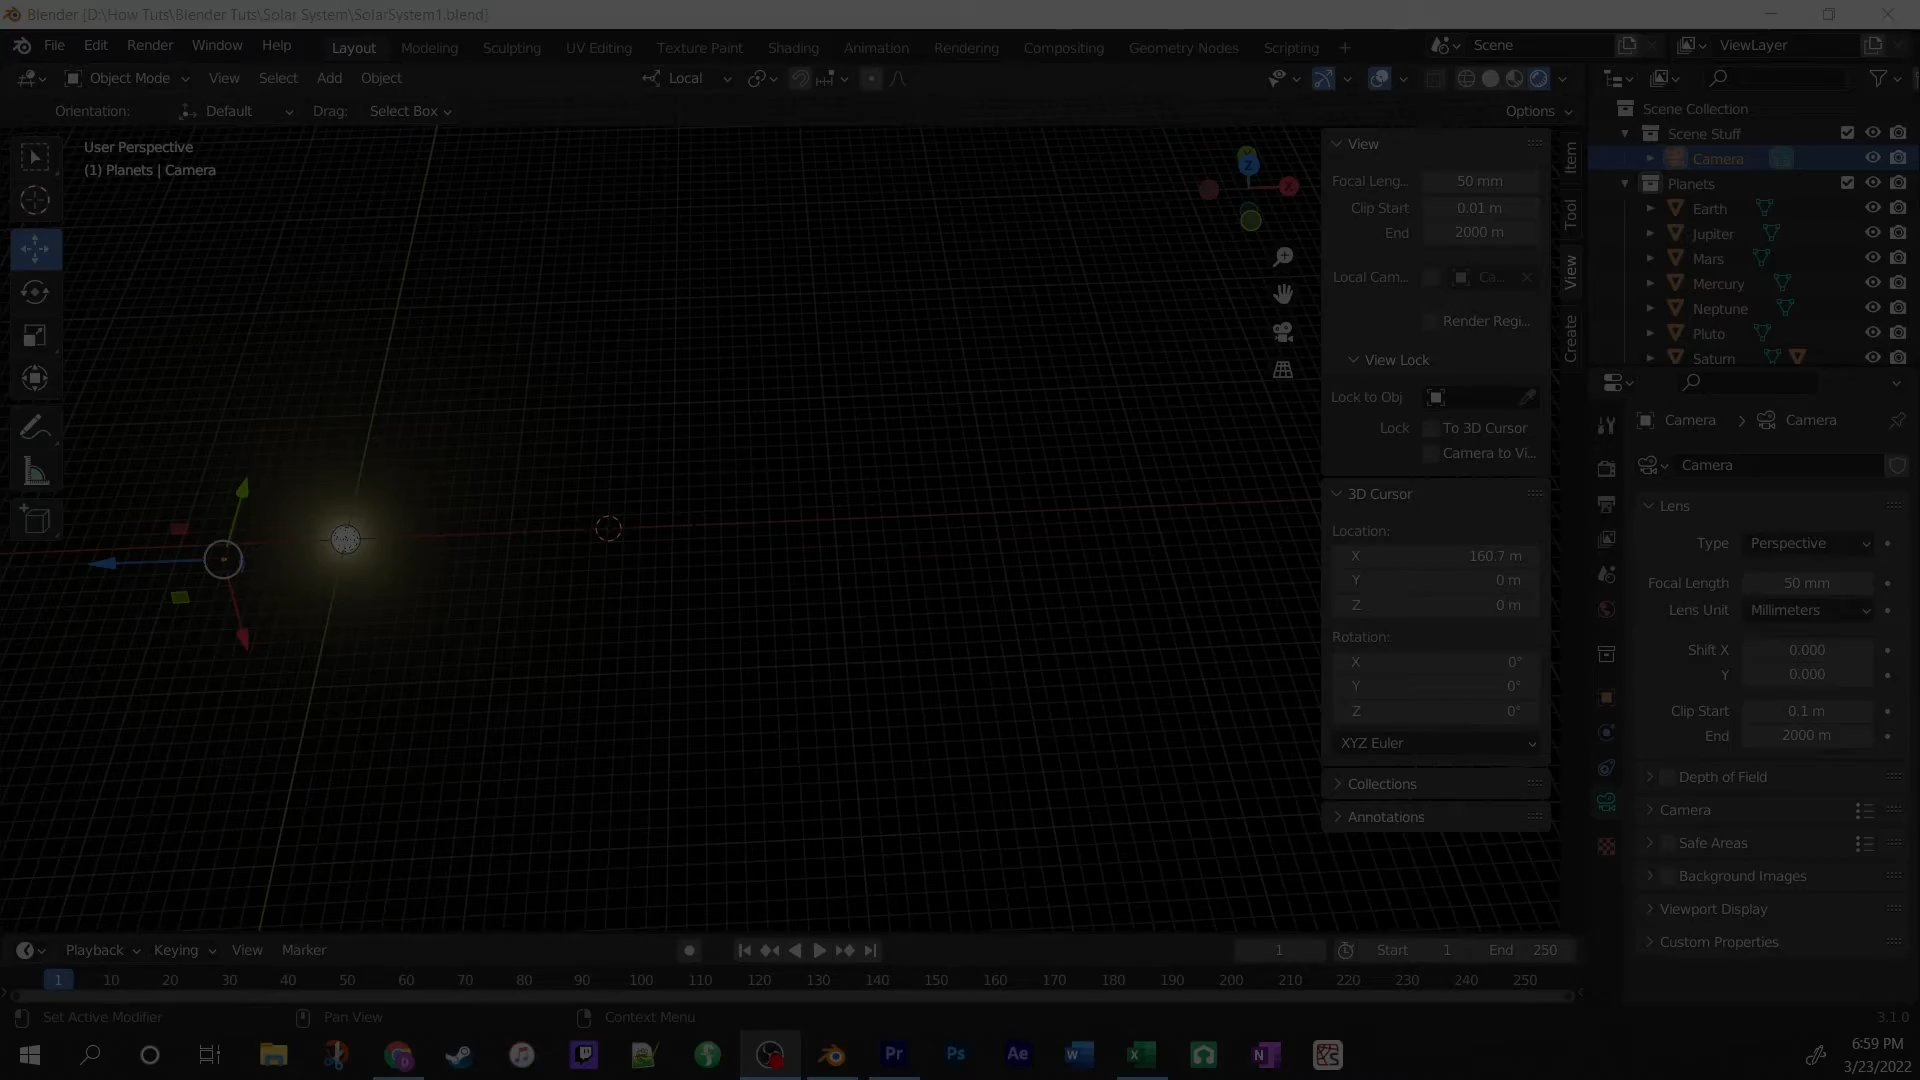 Blender [D:\How Tuts\Blender Tuts\Solar System\SolarSystem1.blend]
File Edit Render Window Help Layout Modeling Sculpting UV Editing Texture Paint Shading Animation Rendering Compositing Geometry Nodes Scripting + Scene ViewLayer
Object Mode View Select Add Object Local
Orientation: Default Drag: Select Box Options
User Perspective
(1) Planets | Camera
Z
X
View
Focal Leng... 50 mm
Clip Start 0.01 m
End 2000 m
Local Cam... Ca...
Render Regi...
View Lock
Lock to Obj
Lock To 3D Cursor
Camera to Vi...
3D Cursor
Location:
X 160.7 m
Y 0 m
Z 0 m
Rotation:
X 0°
Y 0°
Z 0°
XYZ Euler
Collections
Annotations
Item
Tool
View
Create
Scene Collection
Scene Stuff
Camera
Planets
Earth
Jupiter
Mars
Mercury
Neptune
Pluto
Saturn
Camera > Camera
Camera
Lens
Type Perspective
Focal Length 50 mm
Lens Unit Millimeters
Shift X 0.000
Y 0.000
Clip Start 0.1 m
End 2000 m
Depth of Field
Camera
Safe Areas
Background Images
Viewport Display
Custom Properties
Playback Keying View Marker 1 Start 1 End 250
1 10 20 30 40 50 60 70 80 90 100 110 120 130 140 150 160 170 180 190 200 210 220 230 240 250
Set Active Modifier Pan View Context Menu 3.1.0
Pr Ps Ae W X N
6:59 PM
3/23/2022